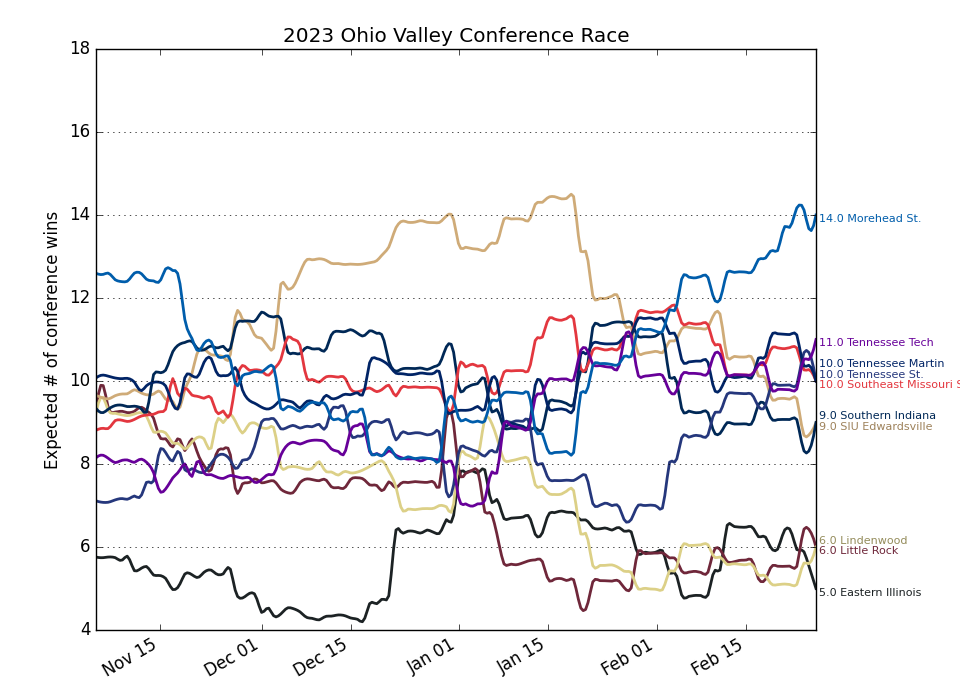 2023 Ohio Valley Conference Race
Expected # of conference wins
18
16
14
12
10
8
6
4
Nov 15
Dec 01
Dec 15
Jan 01
Jan 15
Feb 01
Feb 15
14.0 Morehead St.
11.0 Tennessee Tech
10.0 Tennessee Martin
10.0 Tennessee St.
10.0 Southeast Missouri S
9.0 Southern Indiana
9.0 SIU Edwardsville
6.0 Lindenwood
6.0 Little Rock
5.0 Eastern Illinois